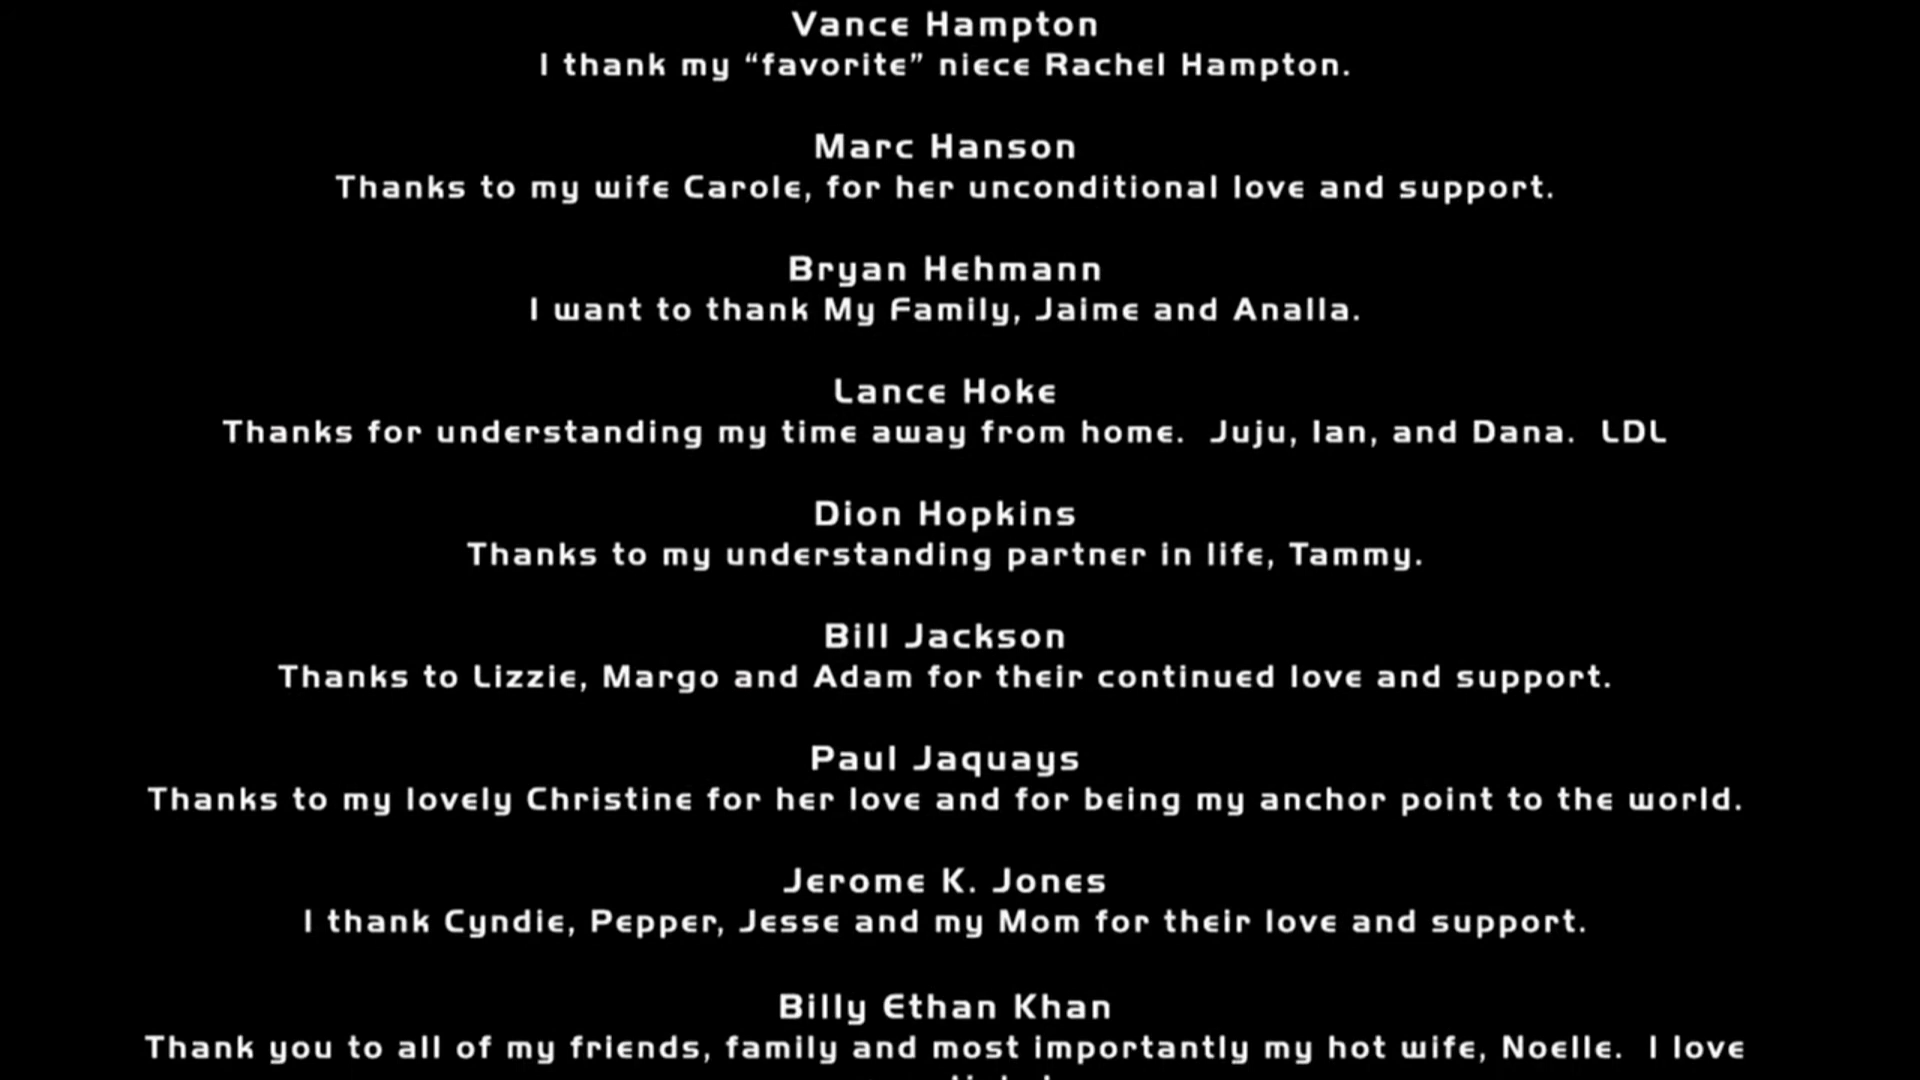 Vance Hampton
I thank my “favorite” niece Rachel Hampton.
Marc Hanson
Thanks to my wife Carole, for her unconditional love and support.
Bryan Hehmann
I want to thank My Family, Jaime and Analla.
Lance Hoke
Thanks for understanding my time away from home.  Juju, Ian, and Dana.  LDL
Dion Hopkins
Thanks to my understanding partner in life, Tammy.
Bill Jackson
Thanks to Lizzie, Margo and Adam for their continued love and support.
Paul Jaquays
Thanks to my lovely Christine for her love and for being my anchor point to the world.
Jerome K. Jones
I thank Cyndie, Pepper, Jesse and my Mom for their love and support.
Billy Ethan Khan
Thank you to all of my friends, family and most importantly my hot wife, Noelle.  I love